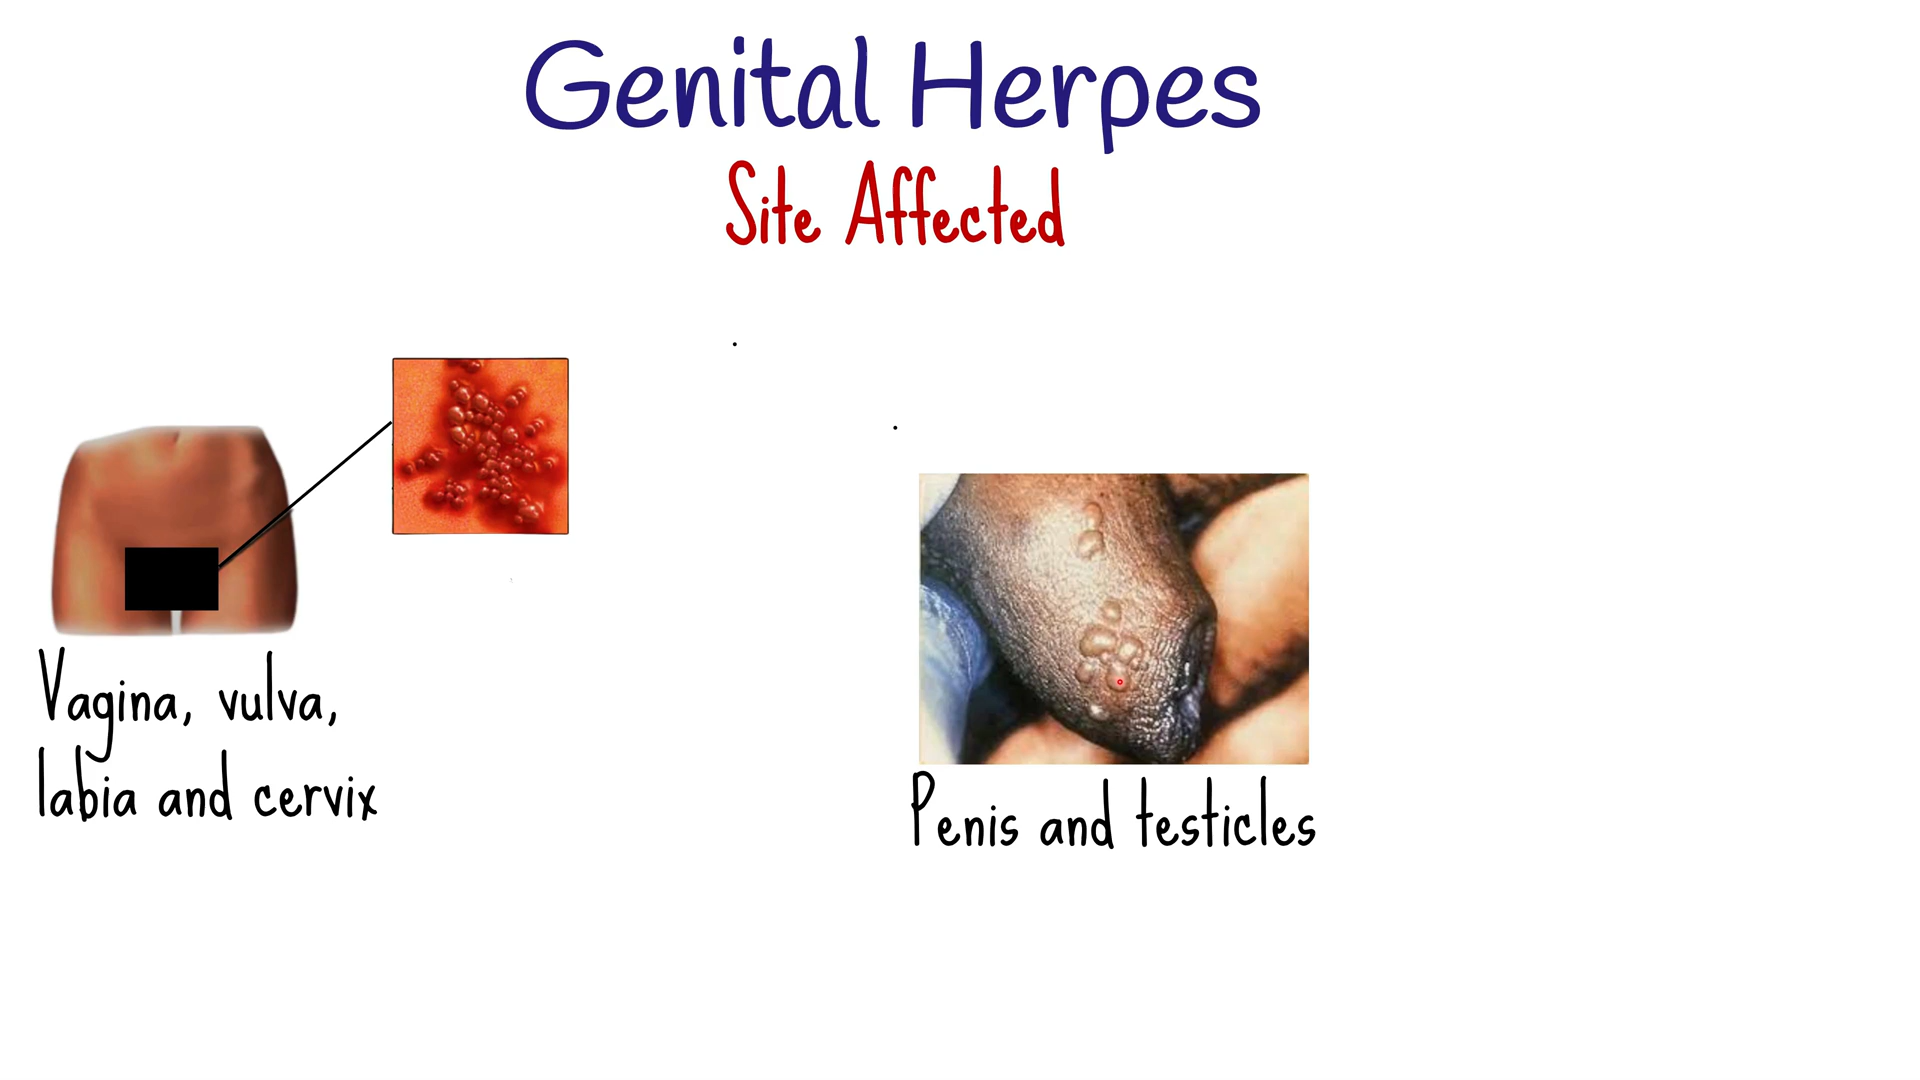 Genital Herpes
Site Affected
Vagina, vulva,
labia and cervix
Penis and testicles